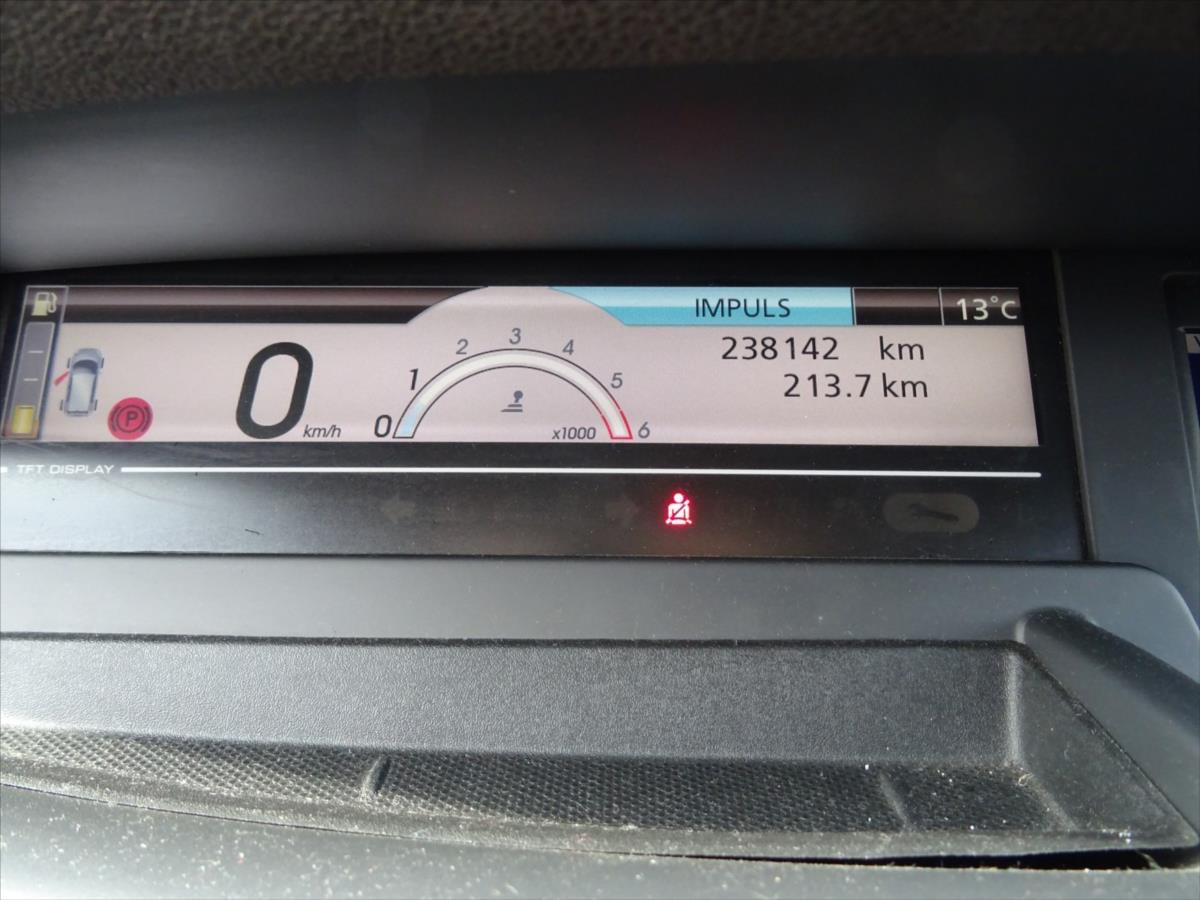 IMPULS
13°C
238142 km
213.7 km
0 km/h
0 1 2 3 4 5 6
x1000
P
TFT DISPLAY